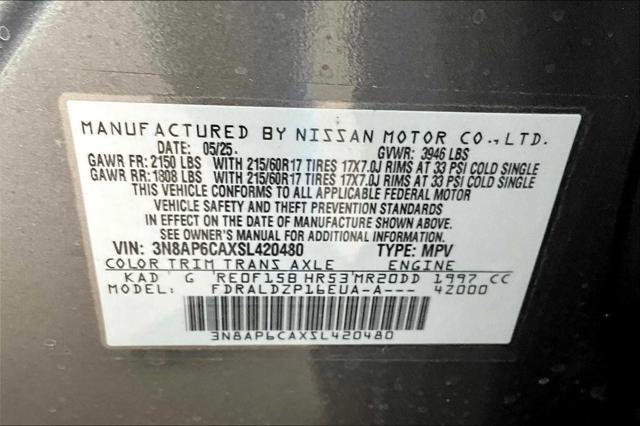 MANUFACTURED BY NISSAN MOTOR CO., LTD.
DATE: 05/25. GVWR: 3946 LBS
GAWR FR: 2150 LBS WITH 215/60R17 TIRES 17X7.0J RIMS AT 33 PSI COLD SINGLE
GAWR RR: 1808 LBS WITH 215/60R17 TIRES 17X7.0J RIMS AT 33 PSI COLD SINGLE
THIS VEHICLE CONFORMS TO ALL APPLICABLE FEDERAL MOTOR
VEHICLE SAFETY AND THEFT PREVENTION STANDARDS
IN EFFECT ON THE DATE OF MANUFACTURE SHOWN ABOVE.
SEE OWNER'S MANUAL FOR ADDITIONAL INFORMATION.
VIN: 3N8AP6CAXSL420480 TYPE: MPV
COLOR TRIM TRANS AXLE ENGINE
KAD G RE0F15B HR53 MR20DD 1997 CC
MODEL: FDRALDZP16EUA-A--- 42000
3N8AP6CAXSL420480